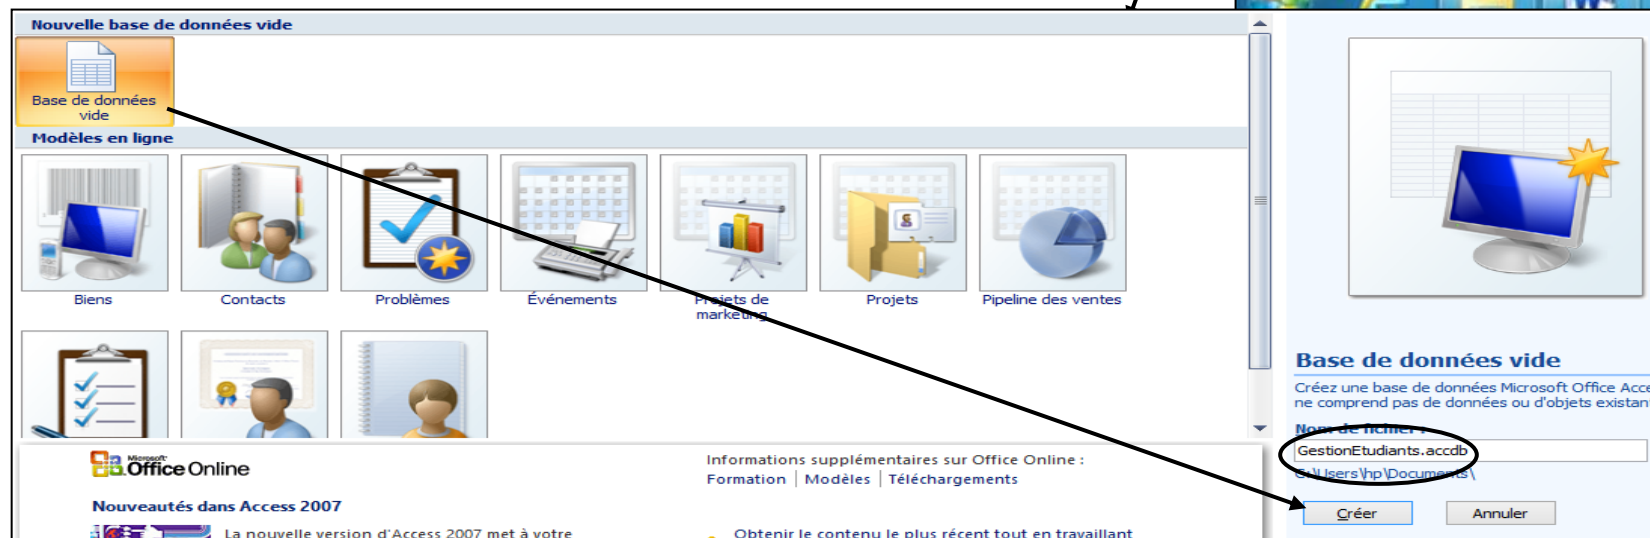 Nouvelle base de données vide
Base de données
vide
Modèles en ligne
Biens
Contacts
Problèmes
Événements
Projets de
marketing
Projets
Pipeline des ventes
Base de données vide
Créez une base de données Microsoft Office
ne comprend pas de données ou d'objets
Nom de fichier :
GestionEtudiants.accdb
C:\Users\hp\Documents\
Créer
Annuler
Microsoft
Office Online
Informations supplémentaires sur Office Online :
Formation | Modèles | Téléchargements
Nouveautés dans Access 2007
La nouvelle version d'Access 2007 met à votre
Obtenir le contenu le plus récent tout en travaillant